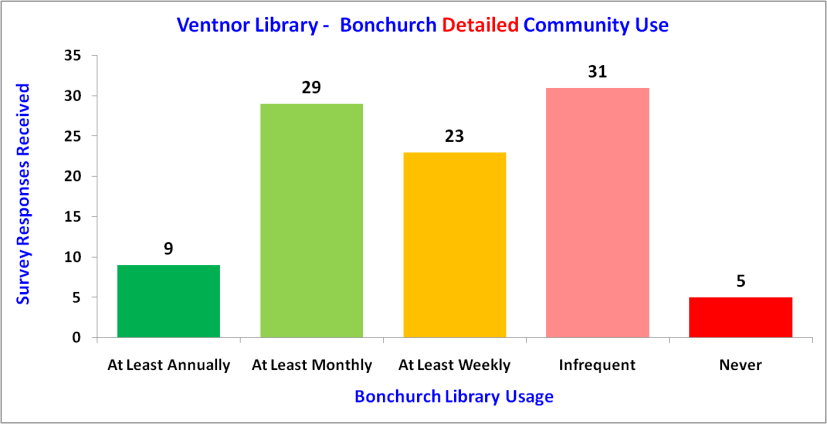 Ventnor Library - Bonchurch Detailed Community Use
Survey Responses Received
35
30
25
20
15
10
5
0
9
29
23
31
5
At Least Annually
At Least Monthly
At Least Weekly
Infrequent
Never
Bonchurch Library Usage